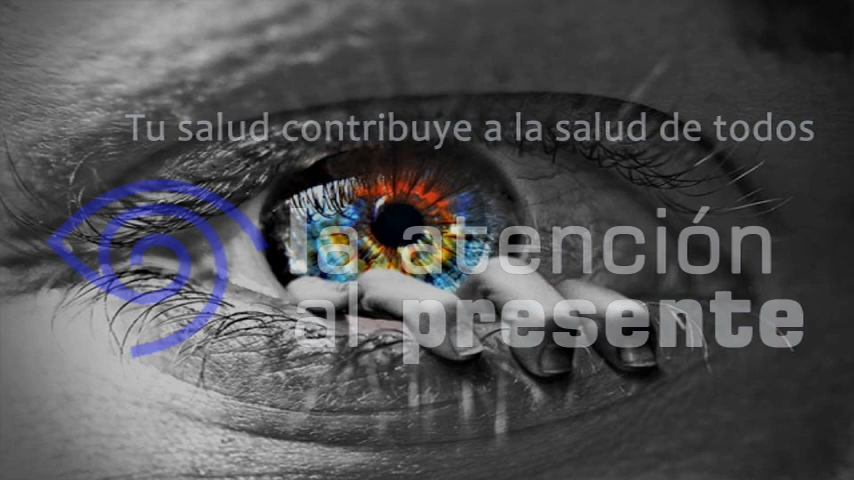 Tu salud contribuye a la salud de todos
la atención
al presente